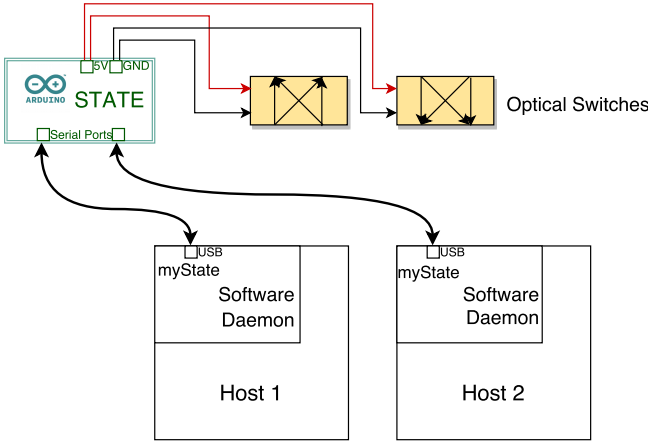 5V GND
ARDUINO
STATE
Optical Switches
Serial Ports
USB
myState
Software
Daemon
Host 1
USB
myState
Software
Daemon
Host 2